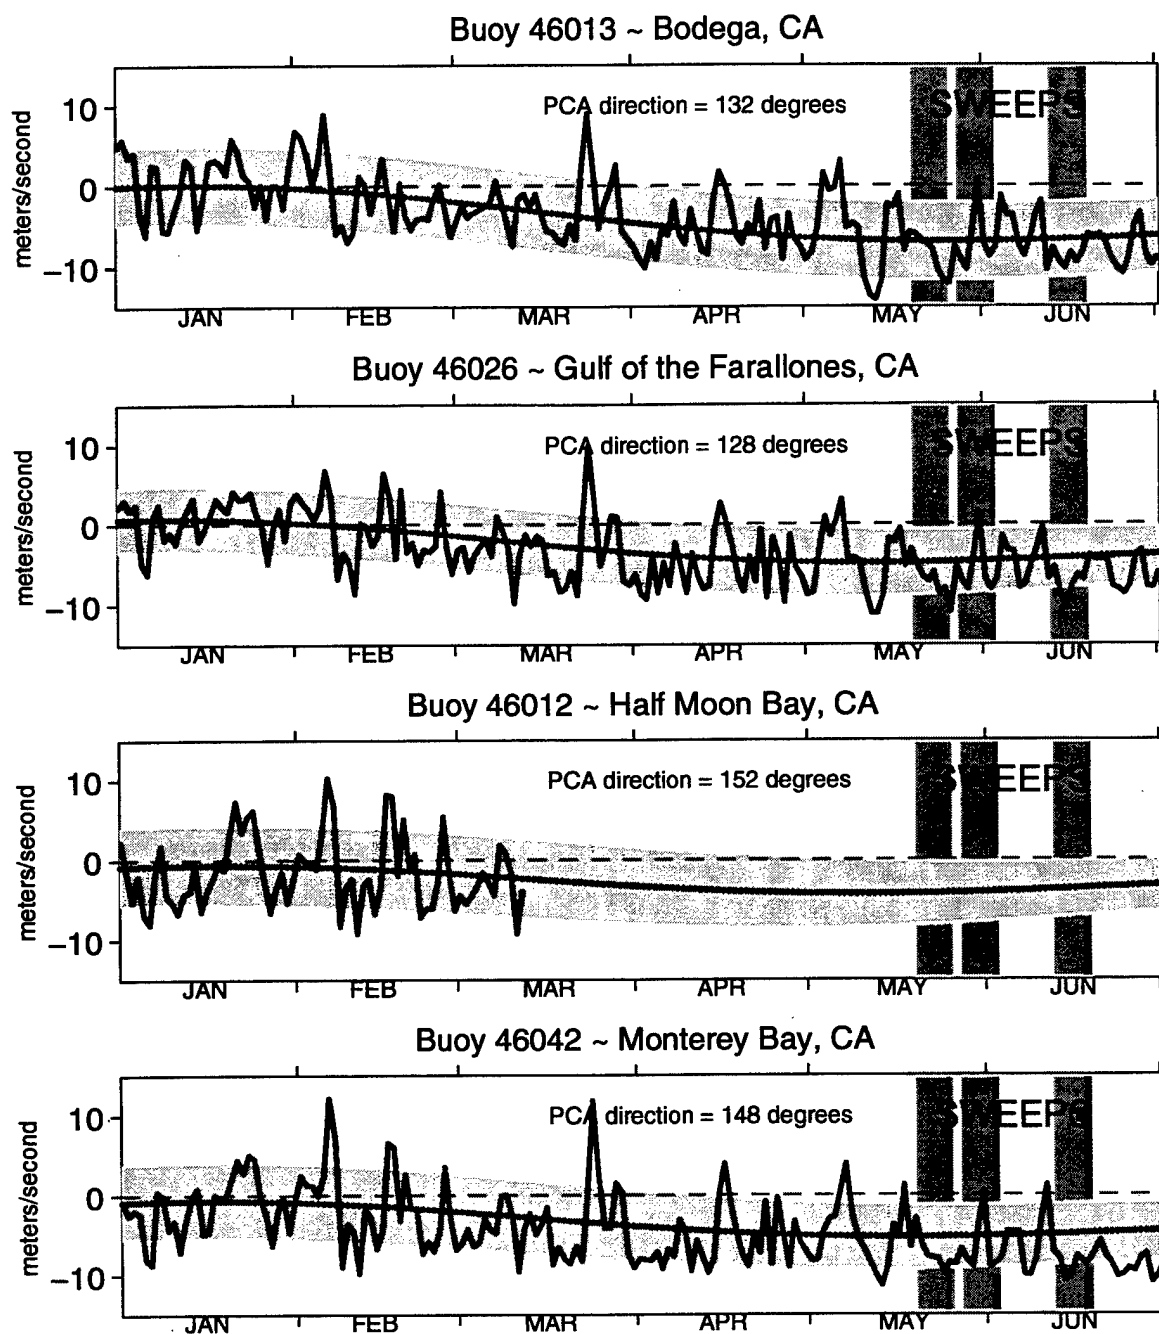 Buoy 46013 ~ Bodega, CA
PCA direction = 132 degrees
SWEEPS
meters/second
10
0
−10
JAN FEB MAR APR MAY JUN
Buoy 46026 ~ Gulf of the Farallones, CA
PCA direction = 128 degrees
SWEEPS
meters/second
10
0
−10
JAN FEB MAR APR MAY JUN
Buoy 46012 ~ Half Moon Bay, CA
PCA direction = 152 degrees
SWEEPS
meters/second
10
0
−10
JAN FEB MAR APR MAY JUN
Buoy 46042 ~ Monterey Bay, CA
PCA direction = 148 degrees
SWEEPS
meters/second
10
0
−10
JAN FEB MAR APR MAY JUN